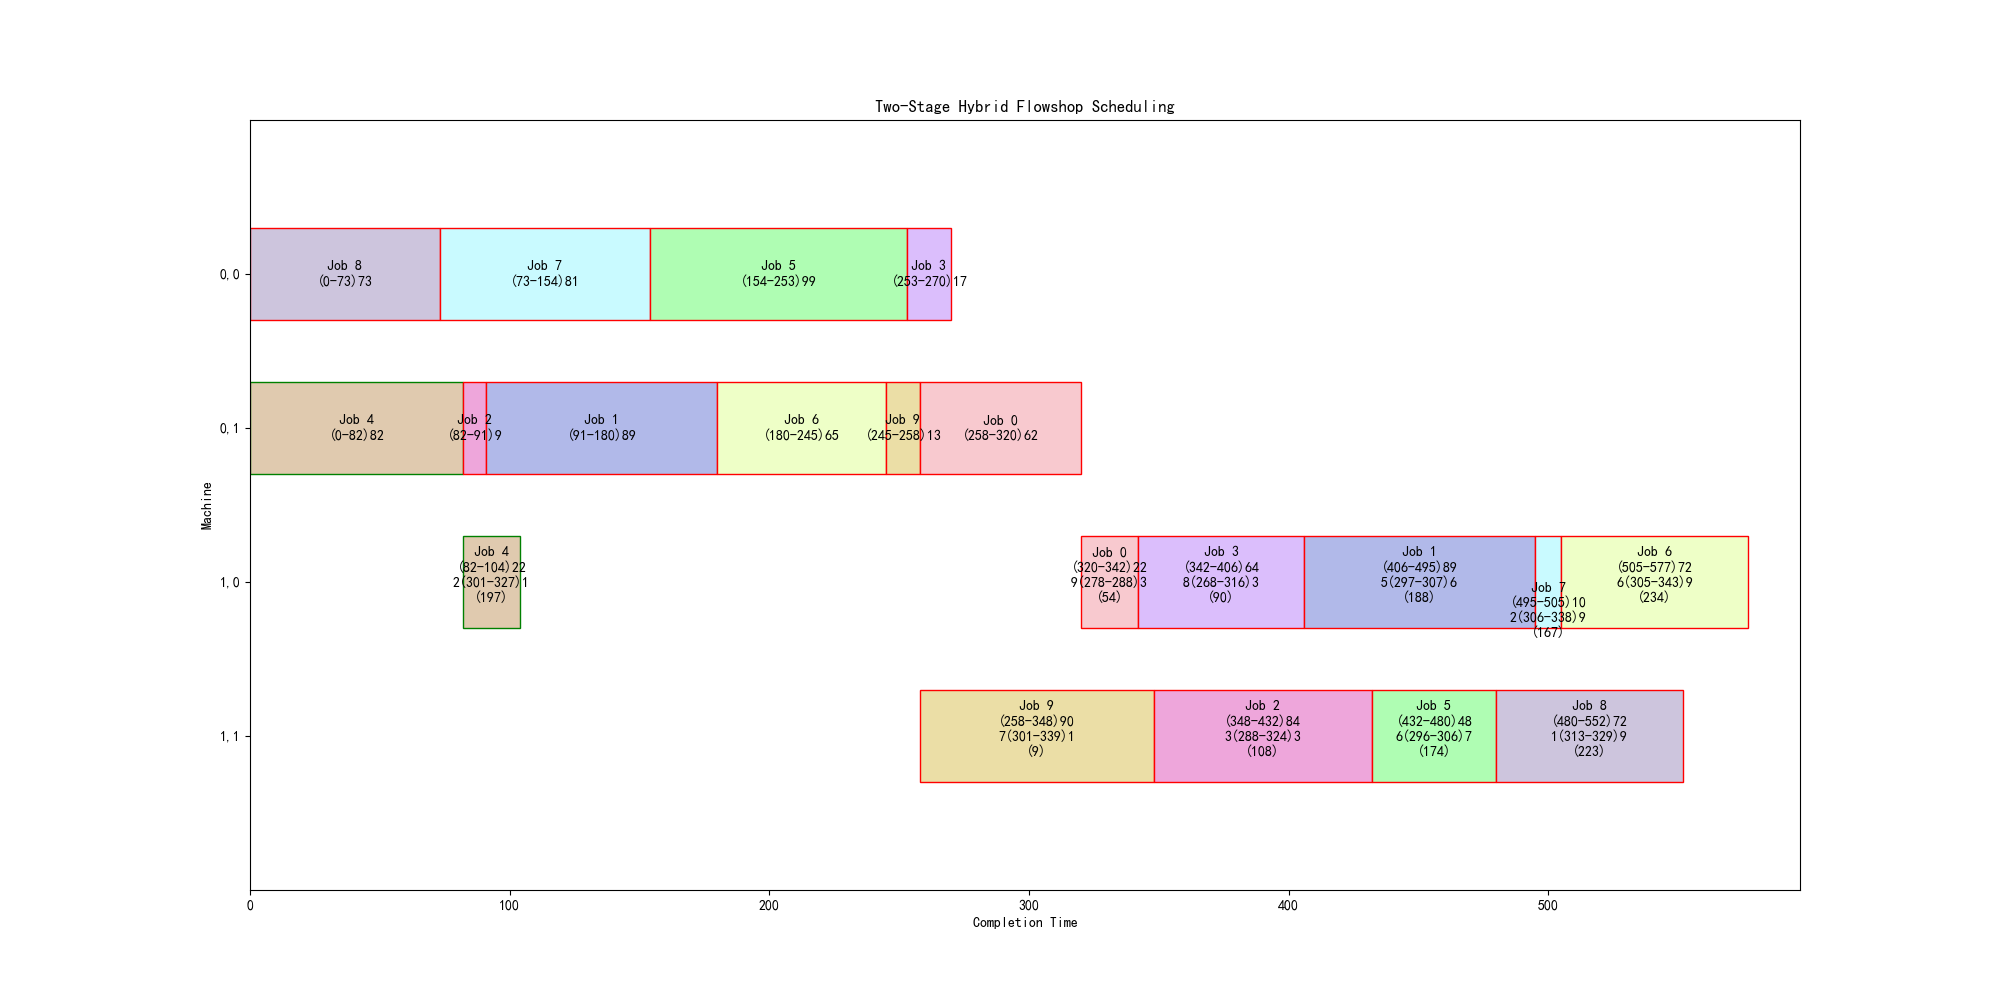 Two-Stage Hybrid Flowshop Scheduling
Machine
0,0
Job 8
(0-73)73
Job 7
(73-154)81
Job 5
(154-253)99
Job 3
(253-270)17
0,1
Job 4
(0-82)82
Job 2
(82-91)9
Job 1
(91-180)89
Job 6
(180-245)65
Job 9
(245-258)13
Job 0
(258-320)62
1,0
Job 4
(82-104)22
2(301-327)1
(197)
Job 0
(320-342)22
9(278-288)3
(54)
Job 3
(342-406)64
8(268-316)3
(90)
Job 1
(406-495)89
5(297-307)6
(188)
Job 7
(495-505)10
2(306-338)9
(167)
Job 6
(505-577)72
6(305-343)9
(234)
1,1
Job 9
(258-348)90
7(301-339)1
(9)
Job 2
(348-432)84
3(288-324)3
(108)
Job 5
(432-480)48
6(296-306)7
(174)
Job 8
(480-552)72
1(313-329)9
(223)
0 100 200 300 400 500
Completion Time